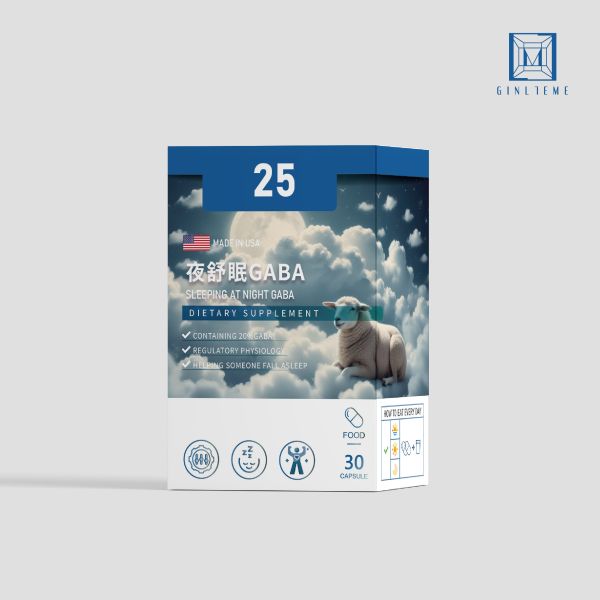 GINLTEME
25
MADE IN USA
夜舒眠GABA
SLEEPING AT NIGHT GABA
DIETARY SUPPLEMENT
CONTAINING 20%GABA
REGULATORY PHYSIOLOGY
HELPING SOMEONE FALL ASLEEP
FOOD
30
CAPSULE
HOW TO EAT EVERY DAY